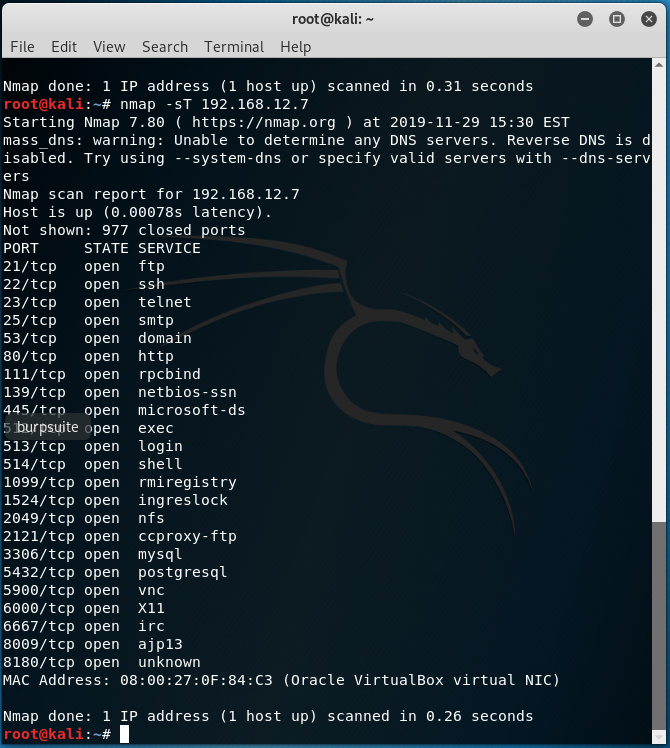 root@kali: ~
File Edit View Search Terminal Help
Nmap done: 1 IP address (1 host up) scanned in 0.31 seconds
root@kali:~# nmap -sT 192.168.12.7
Starting Nmap 7.80 ( https://nmap.org ) at 2019-11-29 15:30 EST
mass_dns: warning: Unable to determine any DNS servers. Reverse DNS is d
isabled. Try using --system-dns or specify valid servers with --dns-serv
ers
Nmap scan report for 192.168.12.7
Host is up (0.00078s latency).
Not shown: 977 closed ports
PORT     STATE SERVICE
21/tcp   open  ftp
22/tcp   open  ssh
23/tcp   open  telnet
25/tcp   open  smtp
53/tcp   open  domain
80/tcp   open  http
111/tcp  open  rpcbind
139/tcp  open  netbios-ssn
445/tcp  open  microsoft-ds
burpsuite
512/tcp  open  exec
513/tcp  open  login
514/tcp  open  shell
1099/tcp open  rmiregistry
1524/tcp open  ingreslock
2049/tcp open  nfs
2121/tcp open  ccproxy-ftp
3306/tcp open  mysql
5432/tcp open  postgresql
5900/tcp open  vnc
6000/tcp open  X11
6667/tcp open  irc
8009/tcp open  ajp13
8180/tcp open  unknown
MAC Address: 08:00:27:0F:84:C3 (Oracle VirtualBox virtual NIC)
Nmap done: 1 IP address (1 host up) scanned in 0.26 seconds
root@kali:~#